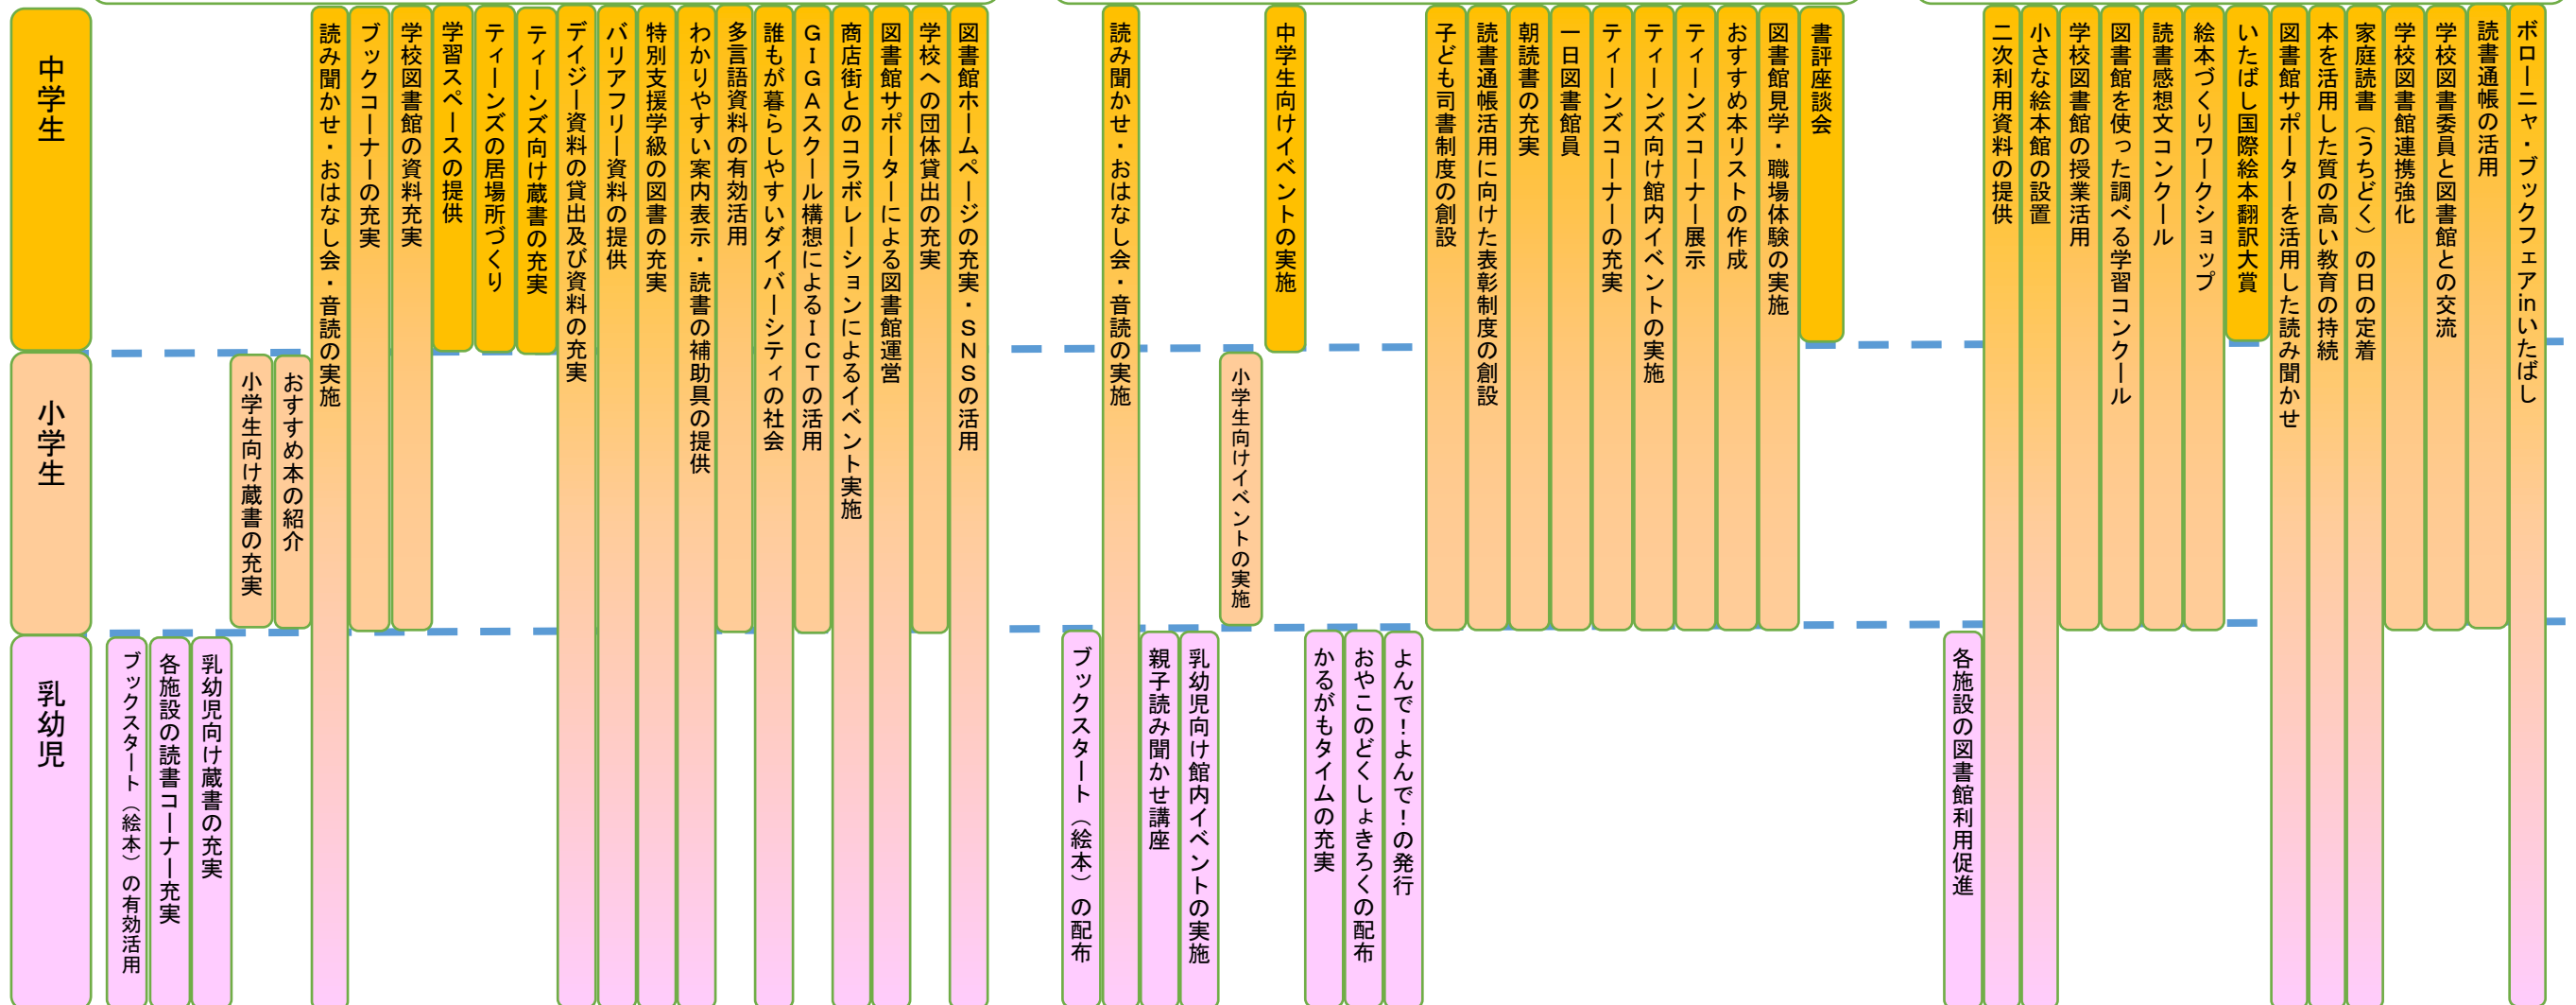 中学生
小学生
乳幼児
ブックスタート（絵本）の有効活用
各施設の読書コーナー充実
乳幼児向け蔵書の充実
小学生向け蔵書の充実
おすすめ本の紹介
読み聞かせ・おはなし会・音読の実施
ブックコーナーの充実
学校図書館の資料充実
学習スペースの提供
ティーンズの居場所づくり
ティーンズ向け蔵書の充実
デイジー資料の貸出及び資料の充実
バリアフリー資料の提供
特別支援学級の図書の充実
わかりやすい案内表示・読書の補助具の提供
多言語資料の有効活用
誰もが暮らしやすいダイバーシティの社会
ＧＩＧＡスクール構想によるＩＣＴの活用
商店街とのコラボレーションによるイベント実施
図書館サポーターによる図書館運営
学校への団体貸出の充実
図書館ホームページの充実・ＳＮＳの活用
ブックスタート（絵本）の配布
読み聞かせ・おはなし会・音読の実施
親子読み聞かせ講座
乳幼児向け館内イベントの実施
小学生向けイベントの実施
中学生向けイベントの実施
かるがもタイムの充実
おやこのどくしょきろくの配布
よんで！よんで！の発行
子ども司書制度の創設
読書通帳活用に向けた表彰制度の創設
朝読書の充実
一日図書館員
ティーンズコーナーの充実
ティーンズ向け館内イベントの実施
ティーンズコーナー展示
おすすめ本リストの作成
図書館見学・職場体験の実施
書評座談会
各施設の図書館利用促進
二次利用資料の提供
小さな絵本館の設置
学校図書館の授業活用
図書館を使った調べる学習コンクール
読書感想文コンクール
絵本づくりワークショップ
いたばし国際絵本翻訳大賞
図書館サポーターを活用した読み聞かせ
本を活用した質の高い教育の持続
家庭読書（うちどく）の日の定着
学校図書館連携強化
学校図書委員と図書館との交流
読書通帳の活用
ボローニャ・ブックフェアinいたばし